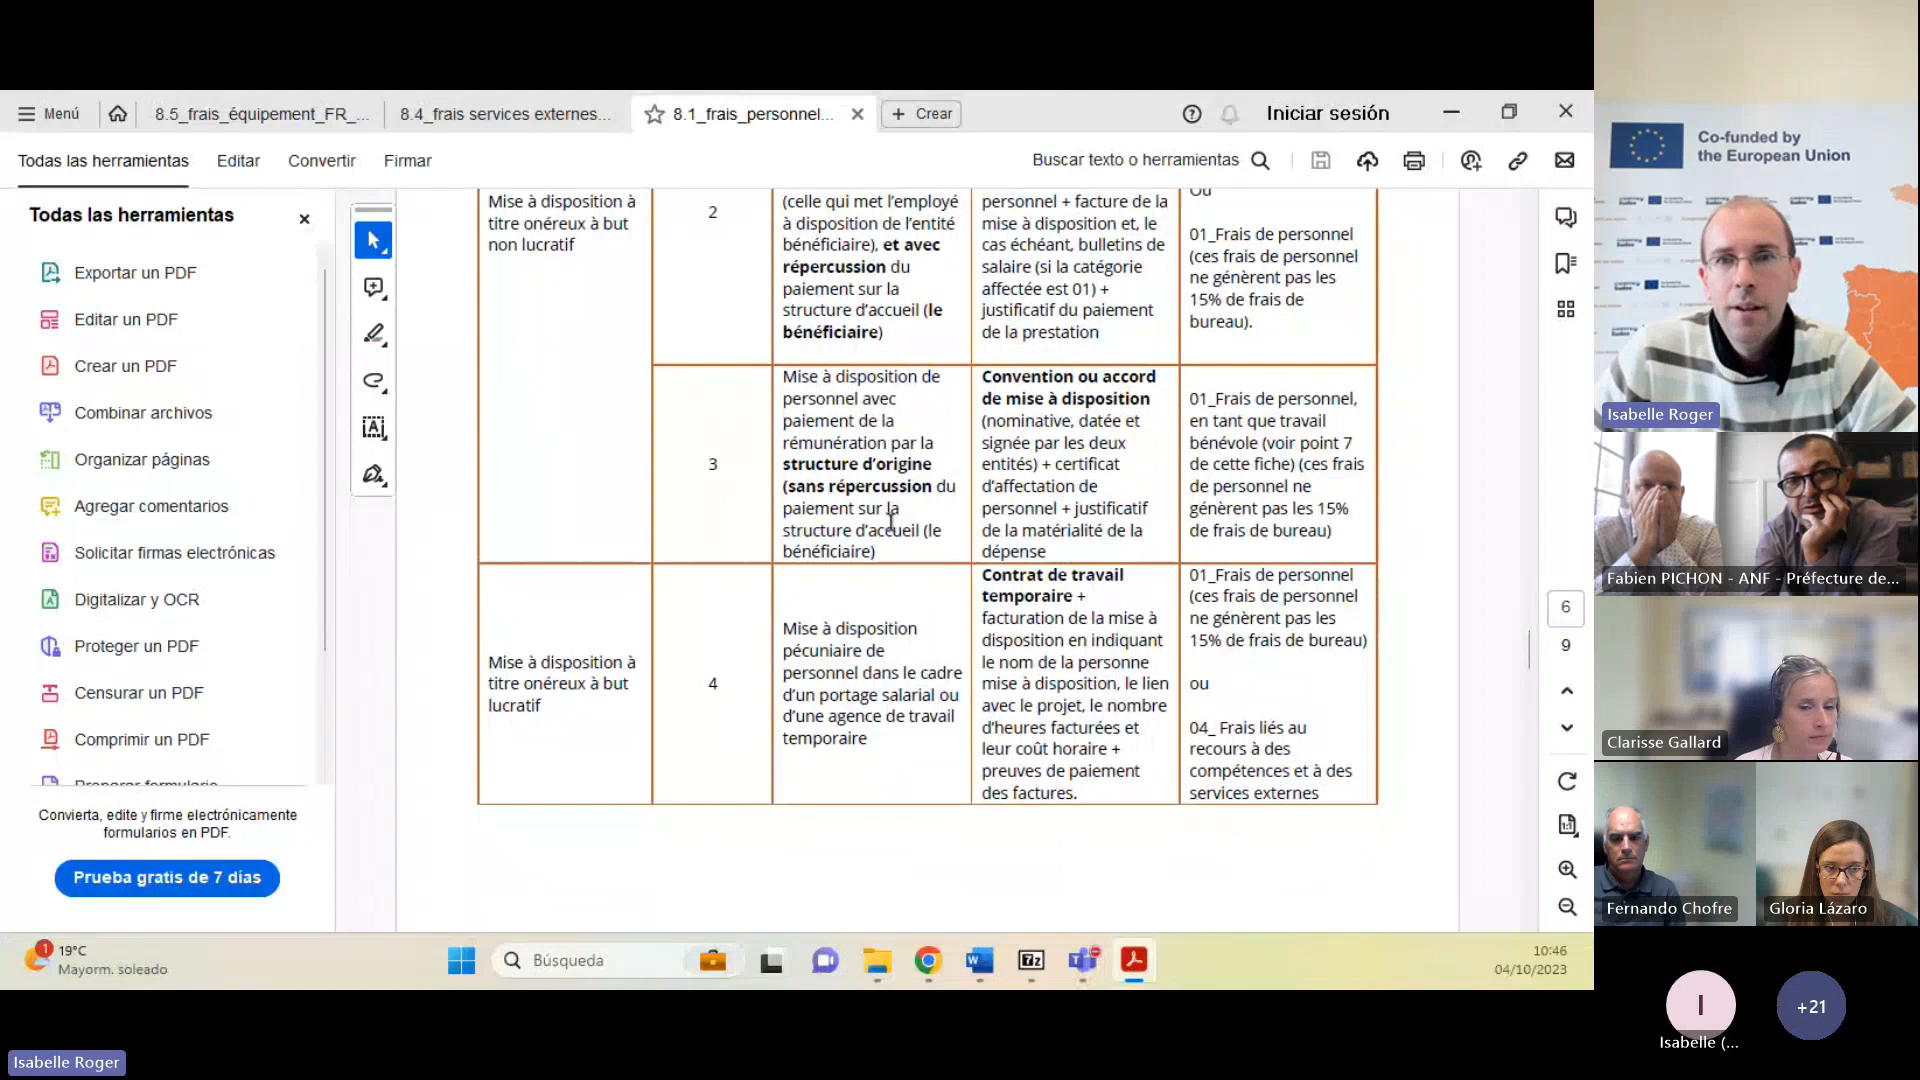 Menú
8.5_frais_équipement_FR_...
8.4_frais services externes...
8.1_frais_personnel...
Crear
Iniciar sesión
Todas las herramientas
Editar
Convertir
Firmar
Buscar texto o herramientas
Todas las herramientas
Exportar un PDF
Editar un PDF
Crear un PDF
Combinar archivos
Organizar páginas
Agregar comentarios
Solicitar firmas electrónicas
Digitalizar y OCR
Proteger un PDF
Censurar un PDF
Comprimir un PDF
Convierta, edite y firme electrónicamente
formularios en PDF.
Prueba gratis de 7 días
Mise à disposition à
titre onéreux à but
non lucratif
2
(celle qui met l'employé
à disposition de l'entité
bénéficiaire), et avec
répercussion du
paiement sur la
structure d'accueil (le
bénéficiaire)
personnel + facture de la
mise à disposition et, le
cas échéant, bulletins de
salaire (si la catégorie
affectée est 01) +
justificatif du paiement
de la prestation
Ou
01_Frais de personnel
(ces frais de personnel
ne génèrent pas les
15% de frais de
bureau).
3
Mise à disposition de
personnel avec
paiement de la
rémunération par la
structure d'origine
(sans répercussion du
paiement sur la
structure d'accueil (le
bénéficiaire)
Convention ou accord
de mise à disposition
(nominative, datée et
signée par les deux
entités) + certificat
d'affectation de
personnel + justificatif
de la matérialité de la
dépense
01_Frais de personnel,
en tant que travail
bénévole (voir point 7
de cette fiche) (ces frais
de personnel ne
génèrent pas les 15%
de frais de bureau)
Mise à disposition à
titre onéreux à but
lucratif
4
Mise à disposition
pécuniaire de
personnel dans le cadre
d'un portage salarial ou
d'une agence de travail
temporaire
Contrat de travail
temporaire +
facturation de la mise à
disposition en indiquant
le nom de la personne
mise à disposition, le lien
avec le projet, le nombre
d'heures facturées et
leur coût horaire +
preuves de paiement
des factures.
01_Frais de personnel
(ces frais de personnel
ne génèrent pas les
15% de frais de bureau)
ou
04_ Frais liés au
recours à des
compétences et à des
services externes
6
9
1
19°C
Mayorm. soleado
Búsqueda
10:46
04/10/2023
Co-funded by
the European Union
Isabelle Roger
Fabien PICHON - ANF - Préfecture de...
Clarisse Gallard
Fernando Chofre
Gloria Lázaro
I
Isabelle (...
+21
Isabelle Roger